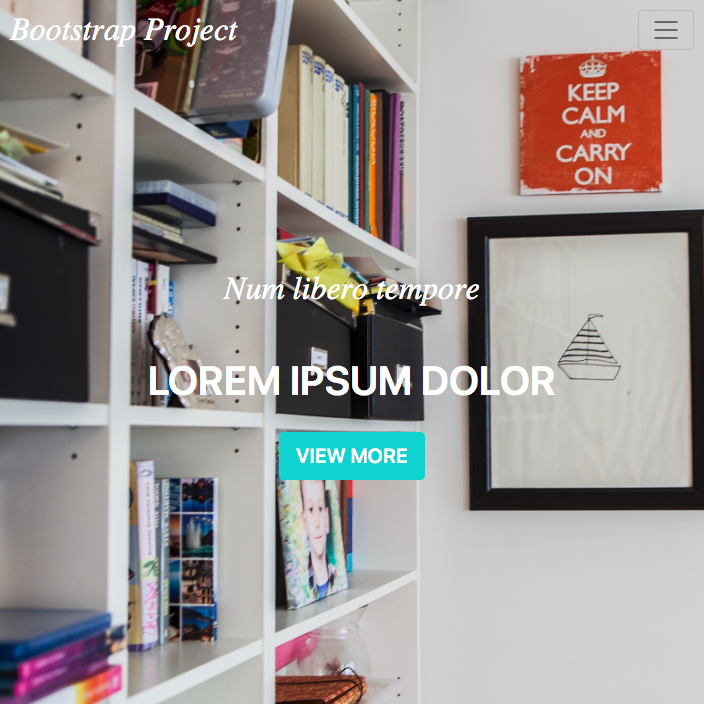 Bootstrap Project
KEEP
CALM
AND
CARRY
ON
Num libero tempore
LOREM IPSUM DOLOR
VIEW MORE